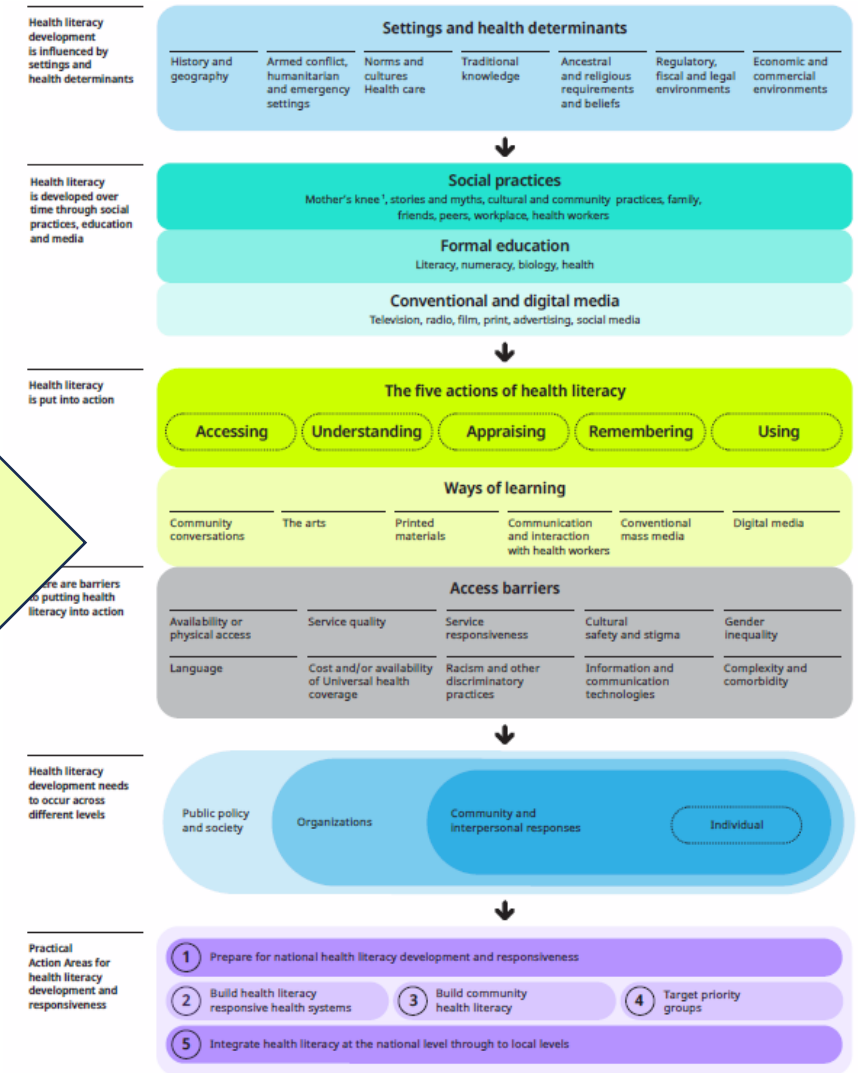 Health literacy
development
is influenced by
settings and
health determinants
Settings and health determinants
History and
geography
Armed conflict,
humanitarian
and emergency
settings
Norms and
cultures
Health care
Traditional
knowledge
Ancestral
and religious
requirements
and beliefs
Regulatory,
fiscal and legal
environments
Economic and
commercial
environments
Health literacy
is developed over
time through social
practices, education
and media
Social practices
Mother's knee¹, stories and myths, cultural and community practices, family,
friends, peers, workplace, health workers
Formal education
Literacy, numeracy, biology, health
Conventional and digital media
Television, radio, film, print, advertising, social media
Health literacy
is put into action
The five actions of health literacy
Accessing
Understanding
Appraising
Remembering
Using
Ways of learning
Community
conversations
The arts
Printed
materials
Communication
and interaction
with health workers
Conventional
mass media
Digital media
are barriers
putting health
literacy into action
Access barriers
Availability or
physical access
Service quality
Service
responsiveness
Cultural
safety and stigma
Gender
inequality
Language
Cost and/or availability
of Universal health
coverage
Racism and other
discriminatory
practices
Information and
communication
technologies
Complexity and
comorbidity
Health literacy
development needs
to occur across
different levels
Public policy
and society
Organizations
Community and
interpersonal responses
Individual
Practical
Action Areas for
health literacy
development and
responsiveness
1 Prepare for national health literacy development and responsiveness
2 Build health literacy
responsive health systems
3 Build community
health literacy
4 Target priority
groups
5 Integrate health literacy at the national level through to local levels